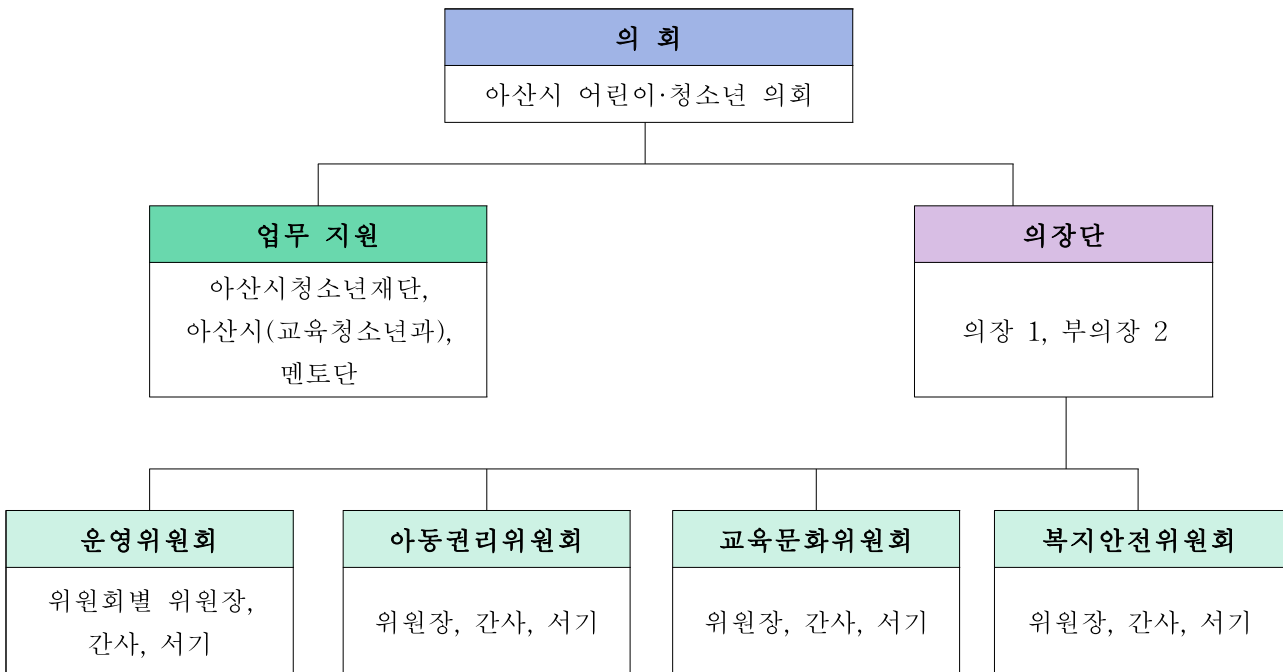 의 회
아산시 어린이·청소년 의회
업무 지원
아산시청소년재단,
아산시(교육청소년과),
멘토단
의장단
의장 1, 부의장 2
운영위원회
위원회별 위원장,
간사, 서기
아동권리위원회
위원장, 간사, 서기
교육문화위원회
위원장, 간사, 서기
복지안전위원회
위원장, 간사, 서기